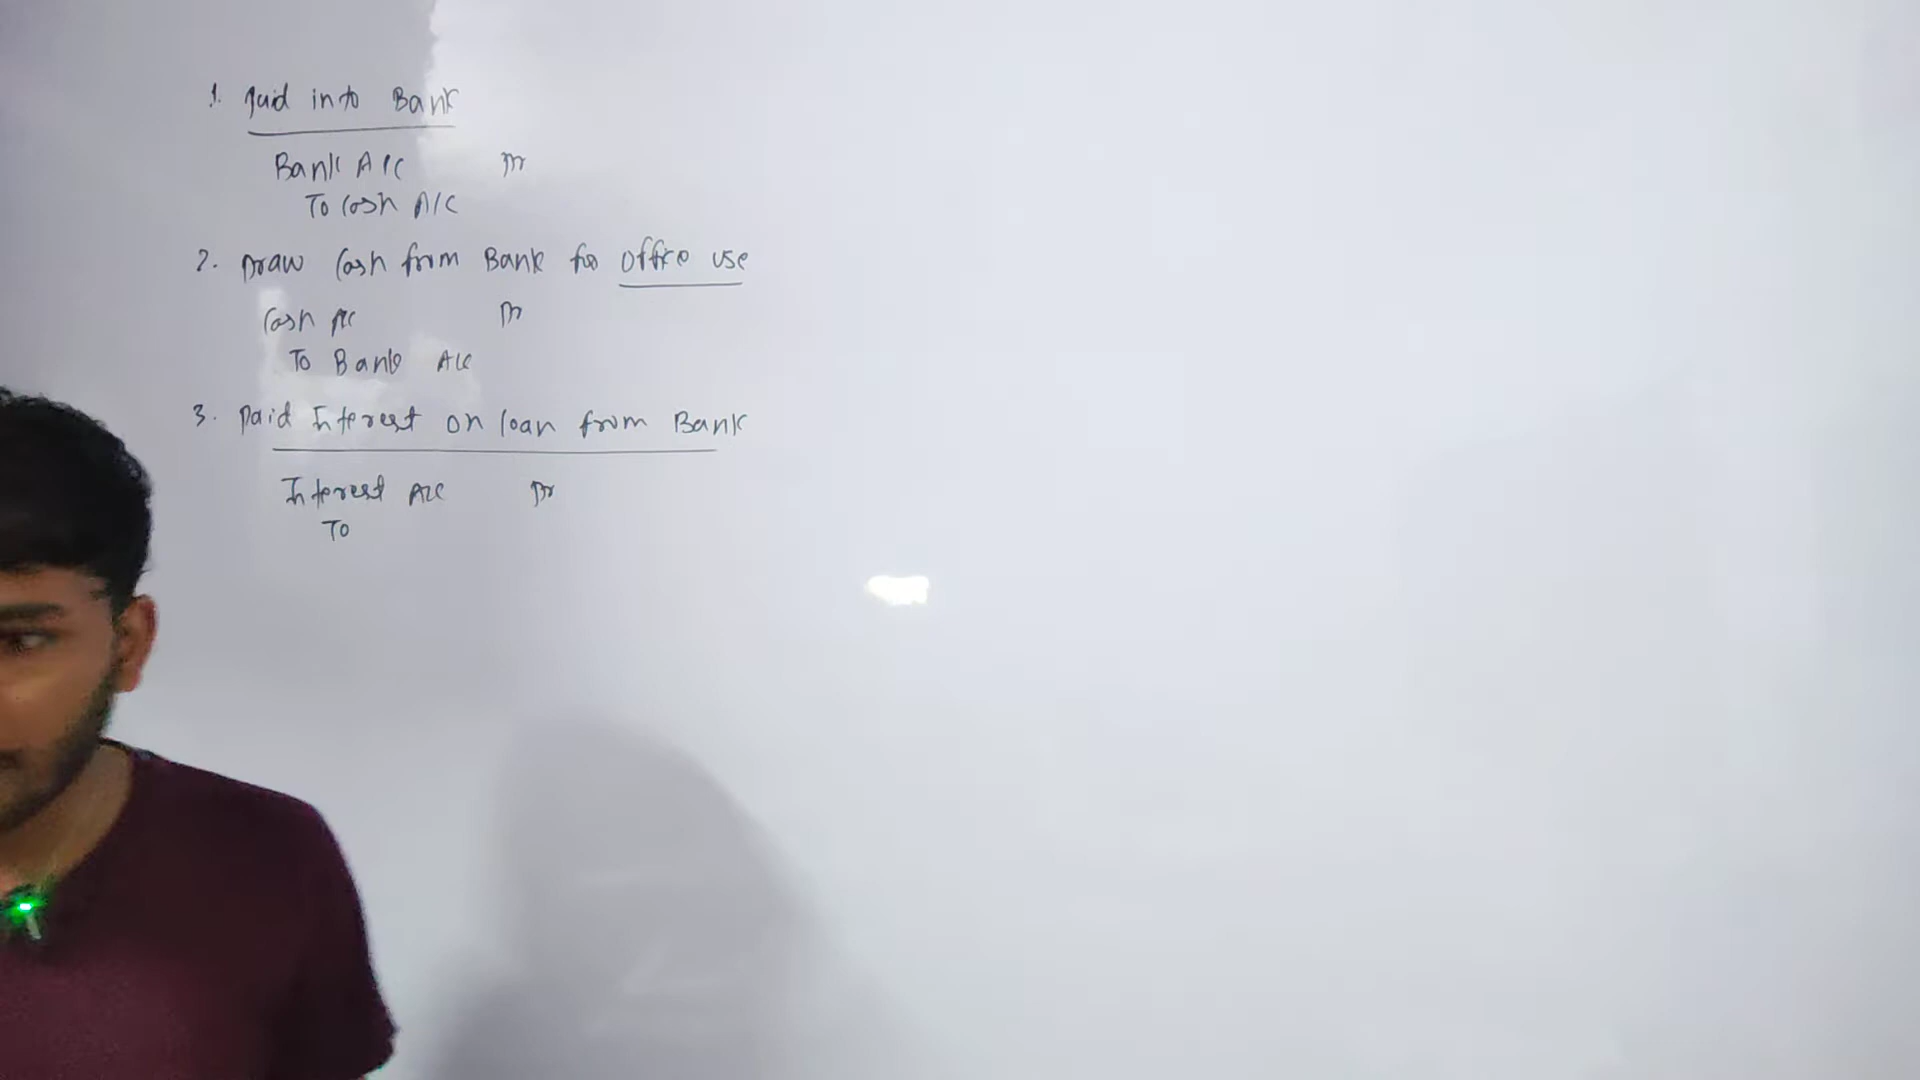 1. Paid into Bank
Bank A/C Dr
To Cash A/C
2. Draw Cash from Bank for office use
Cash A/C Dr
To Bank A/C
3. Paid Interest on loan from Bank
Interest A/C Dr
To